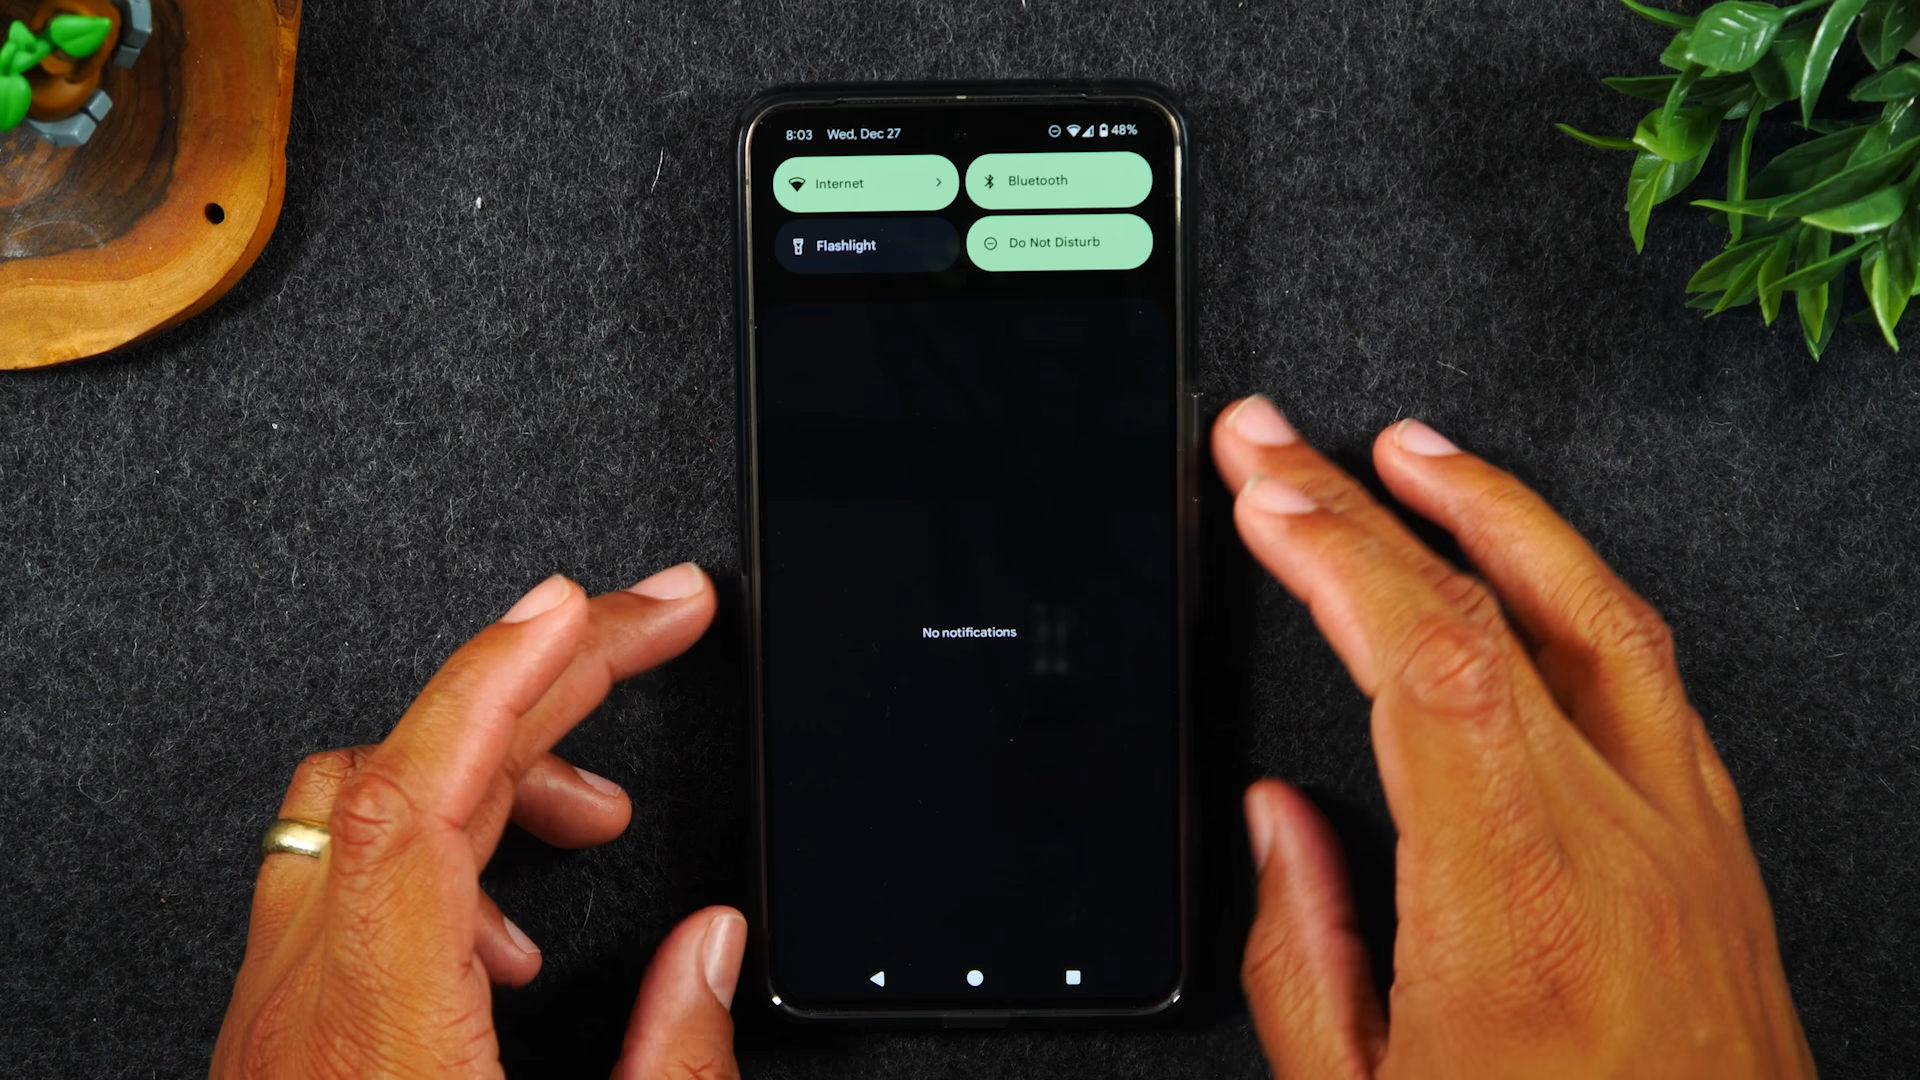 8:03 Wed, Dec 27 48%
Internet Bluetooth
Flashlight Do Not Disturb
No notifications